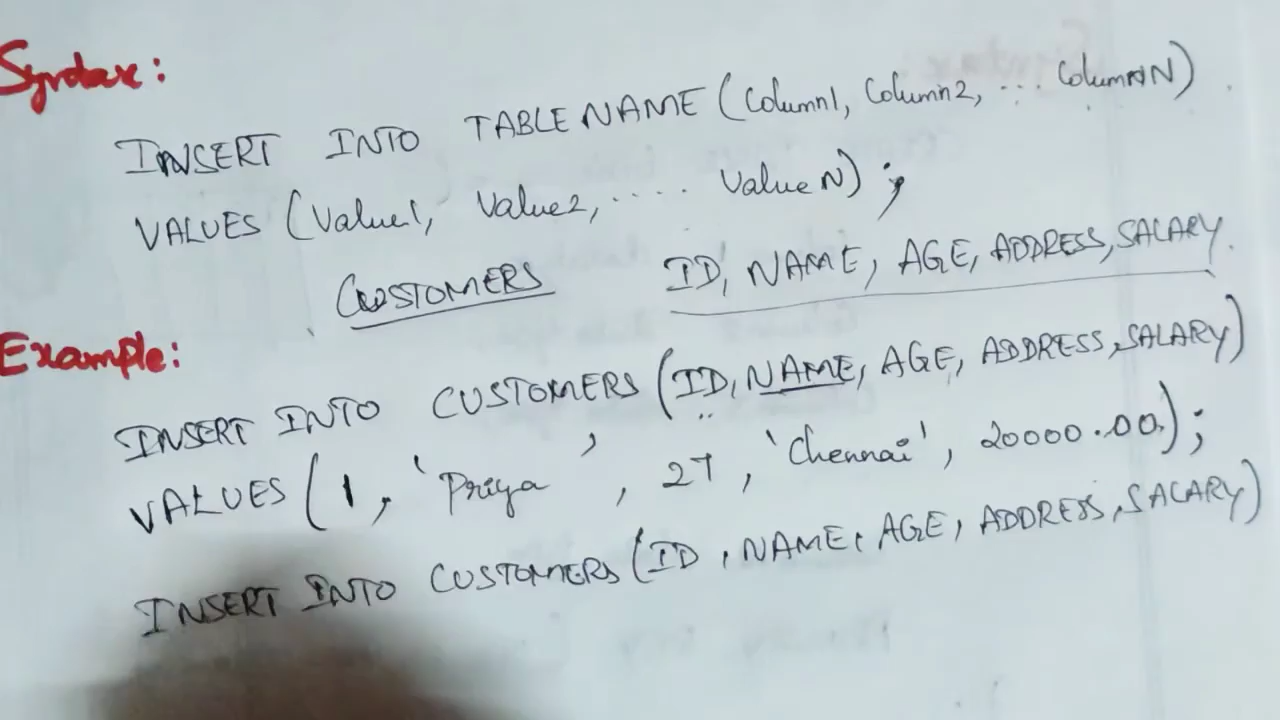 Syntax:
INSERT INTO TABLE NAME (Column1, Column2, ... ColumnN)
VALUES (Value1, Value2, ..... ValueN) ;
CUSTOMERS ID, NAME, AGE, ADDRESS, SALARY.
Example:
INSERT INTO CUSTOMERS (ID, NAME, AGE, ADDRESS, SALARY)
VALUES (1, 'Priya', 27, 'Chennai', 20000.00);
INSERT INTO CUSTOMERS (ID, NAME, AGE, ADDRESS, SALARY)